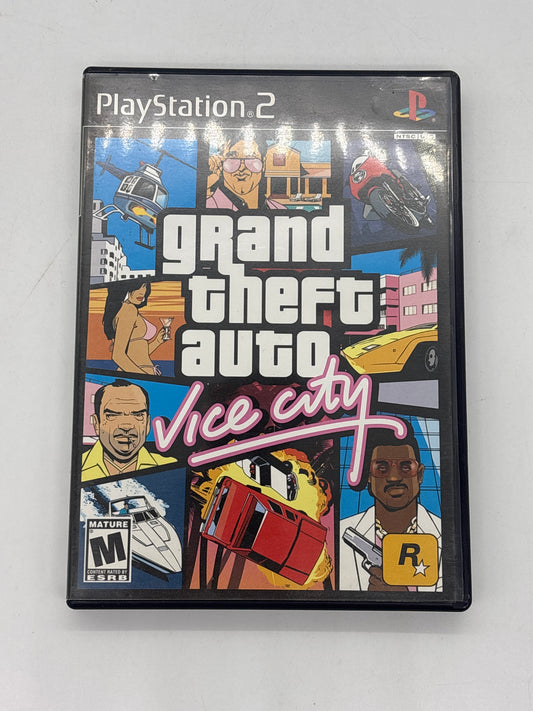 PlayStation®2
NTSC U/C
grand
theft
auto
Vice City
MATURE
M
CONTENT RATED BY
ESRB
R★